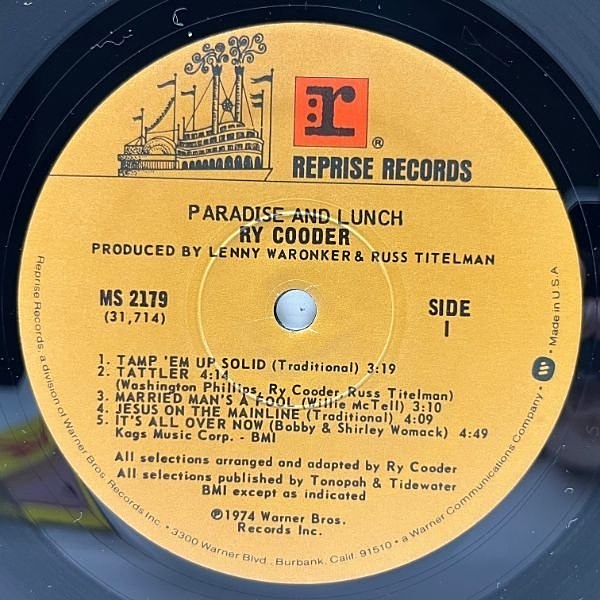 r
®
REPRISE RECORDS
PARADISE AND LUNCH
RY COODER
PRODUCED BY LENNY WARONKER & RUSS TITELMAN
MS 2179
(31,714)
SIDE
1
1. TAMP 'EM UP SOLID (Traditional) 3:19
2. TATTLER 4:14
(Washington Phillips, Ry Cooder, Russ Titelman)
3. MARRIED MAN'S A FOOL (Willie McTell) 3:10
4. JESUS ON THE MAINLINE (Traditional) 4:09
5. IT'S ALL OVER NOW (Bobby & Shirley Womack) 4:49
Kags Music Corp. - BMI
All selections arranged and adapted by Ry Cooder
All selections published by Tonopah & Tidewater
BMI except as indicated
℗1974 Warner Bros.
Records Inc.
Reprise Records, a division of Warner Bros. Records Inc. • 3300 Warner Blvd., Burbank, Calif. 91510 • a Warner Communications Company • W • Made in U.S.A.